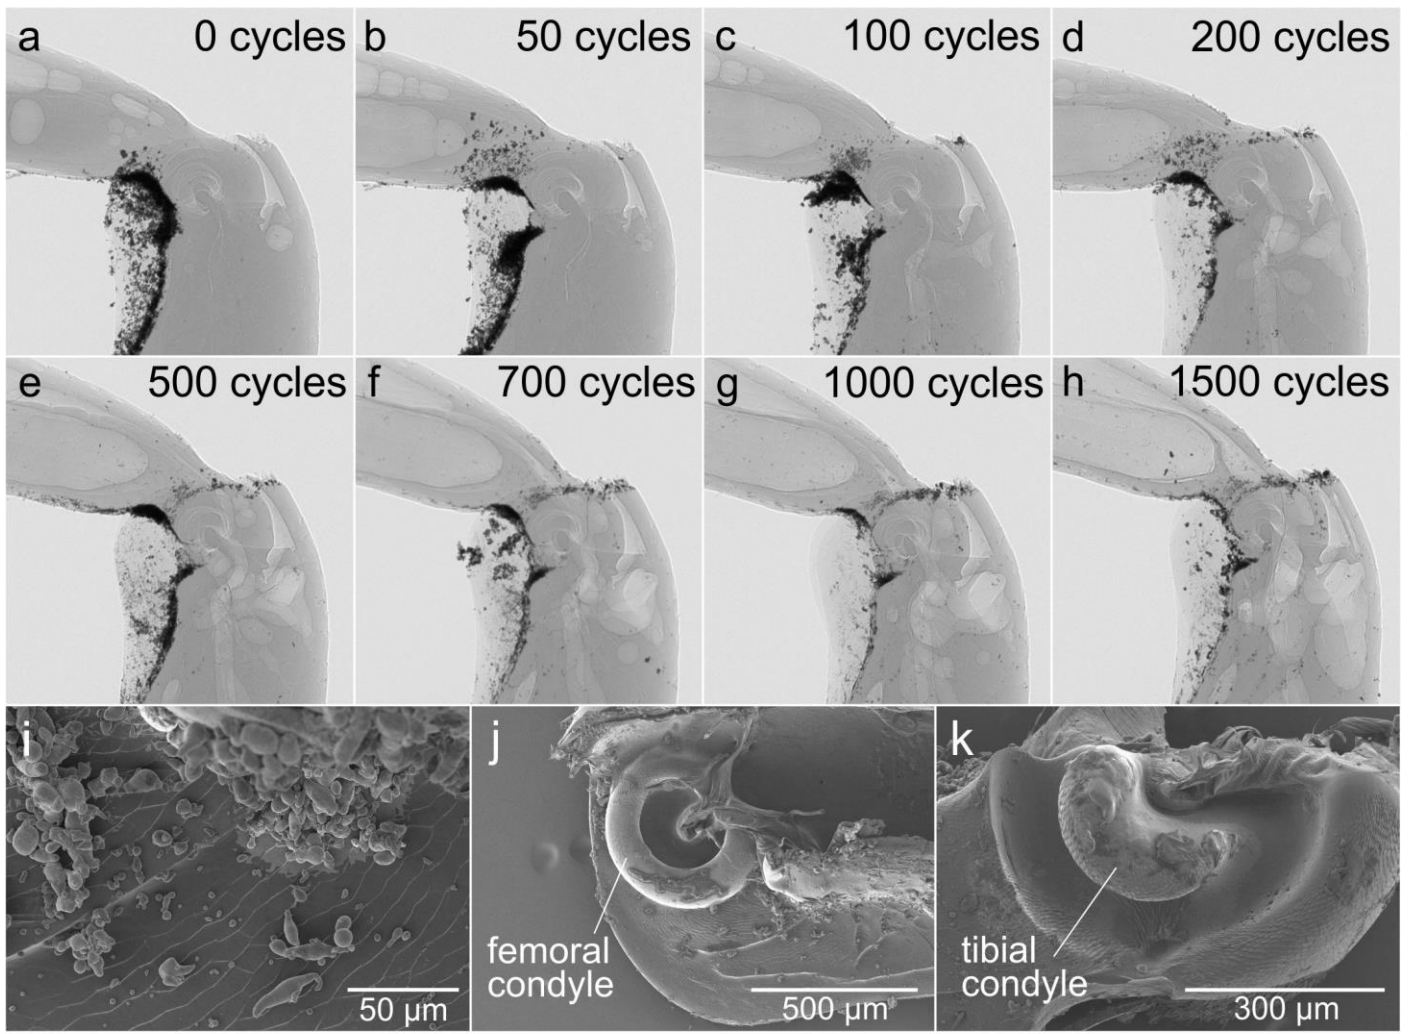 a 0 cycles
b 50 cycles
c 100 cycles
d 200 cycles
e 500 cycles
f 700 cycles
g 1000 cycles
h 1500 cycles
i
50 µm
j
femoral
condyle
500 µm
k
tibial
condyle
300 µm